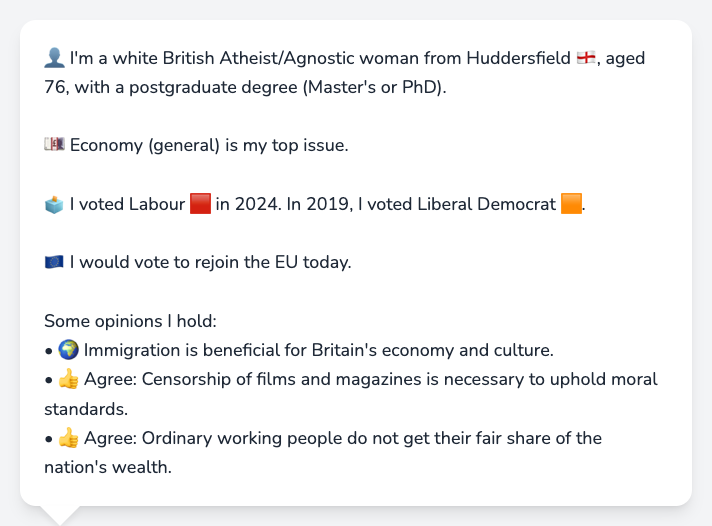 👤 I'm a white British Atheist/Agnostic woman from Huddersfield 🏴󠁧󠁢󠁥󠁮󠁧󠁿, aged
76, with a postgraduate degree (Master's or PhD).
💷 Economy (general) is my top issue.
🗳️ I voted Labour 🟥 in 2024. In 2019, I voted Liberal Democrat 🟧.
🇪🇺 I would vote to rejoin the EU today.
Some opinions I hold:
• 🌍 Immigration is beneficial for Britain's economy and culture.
• 👍 Agree: Censorship of films and magazines is necessary to uphold moral
standards.
• 👍 Agree: Ordinary working people do not get their fair share of the
nation's wealth.